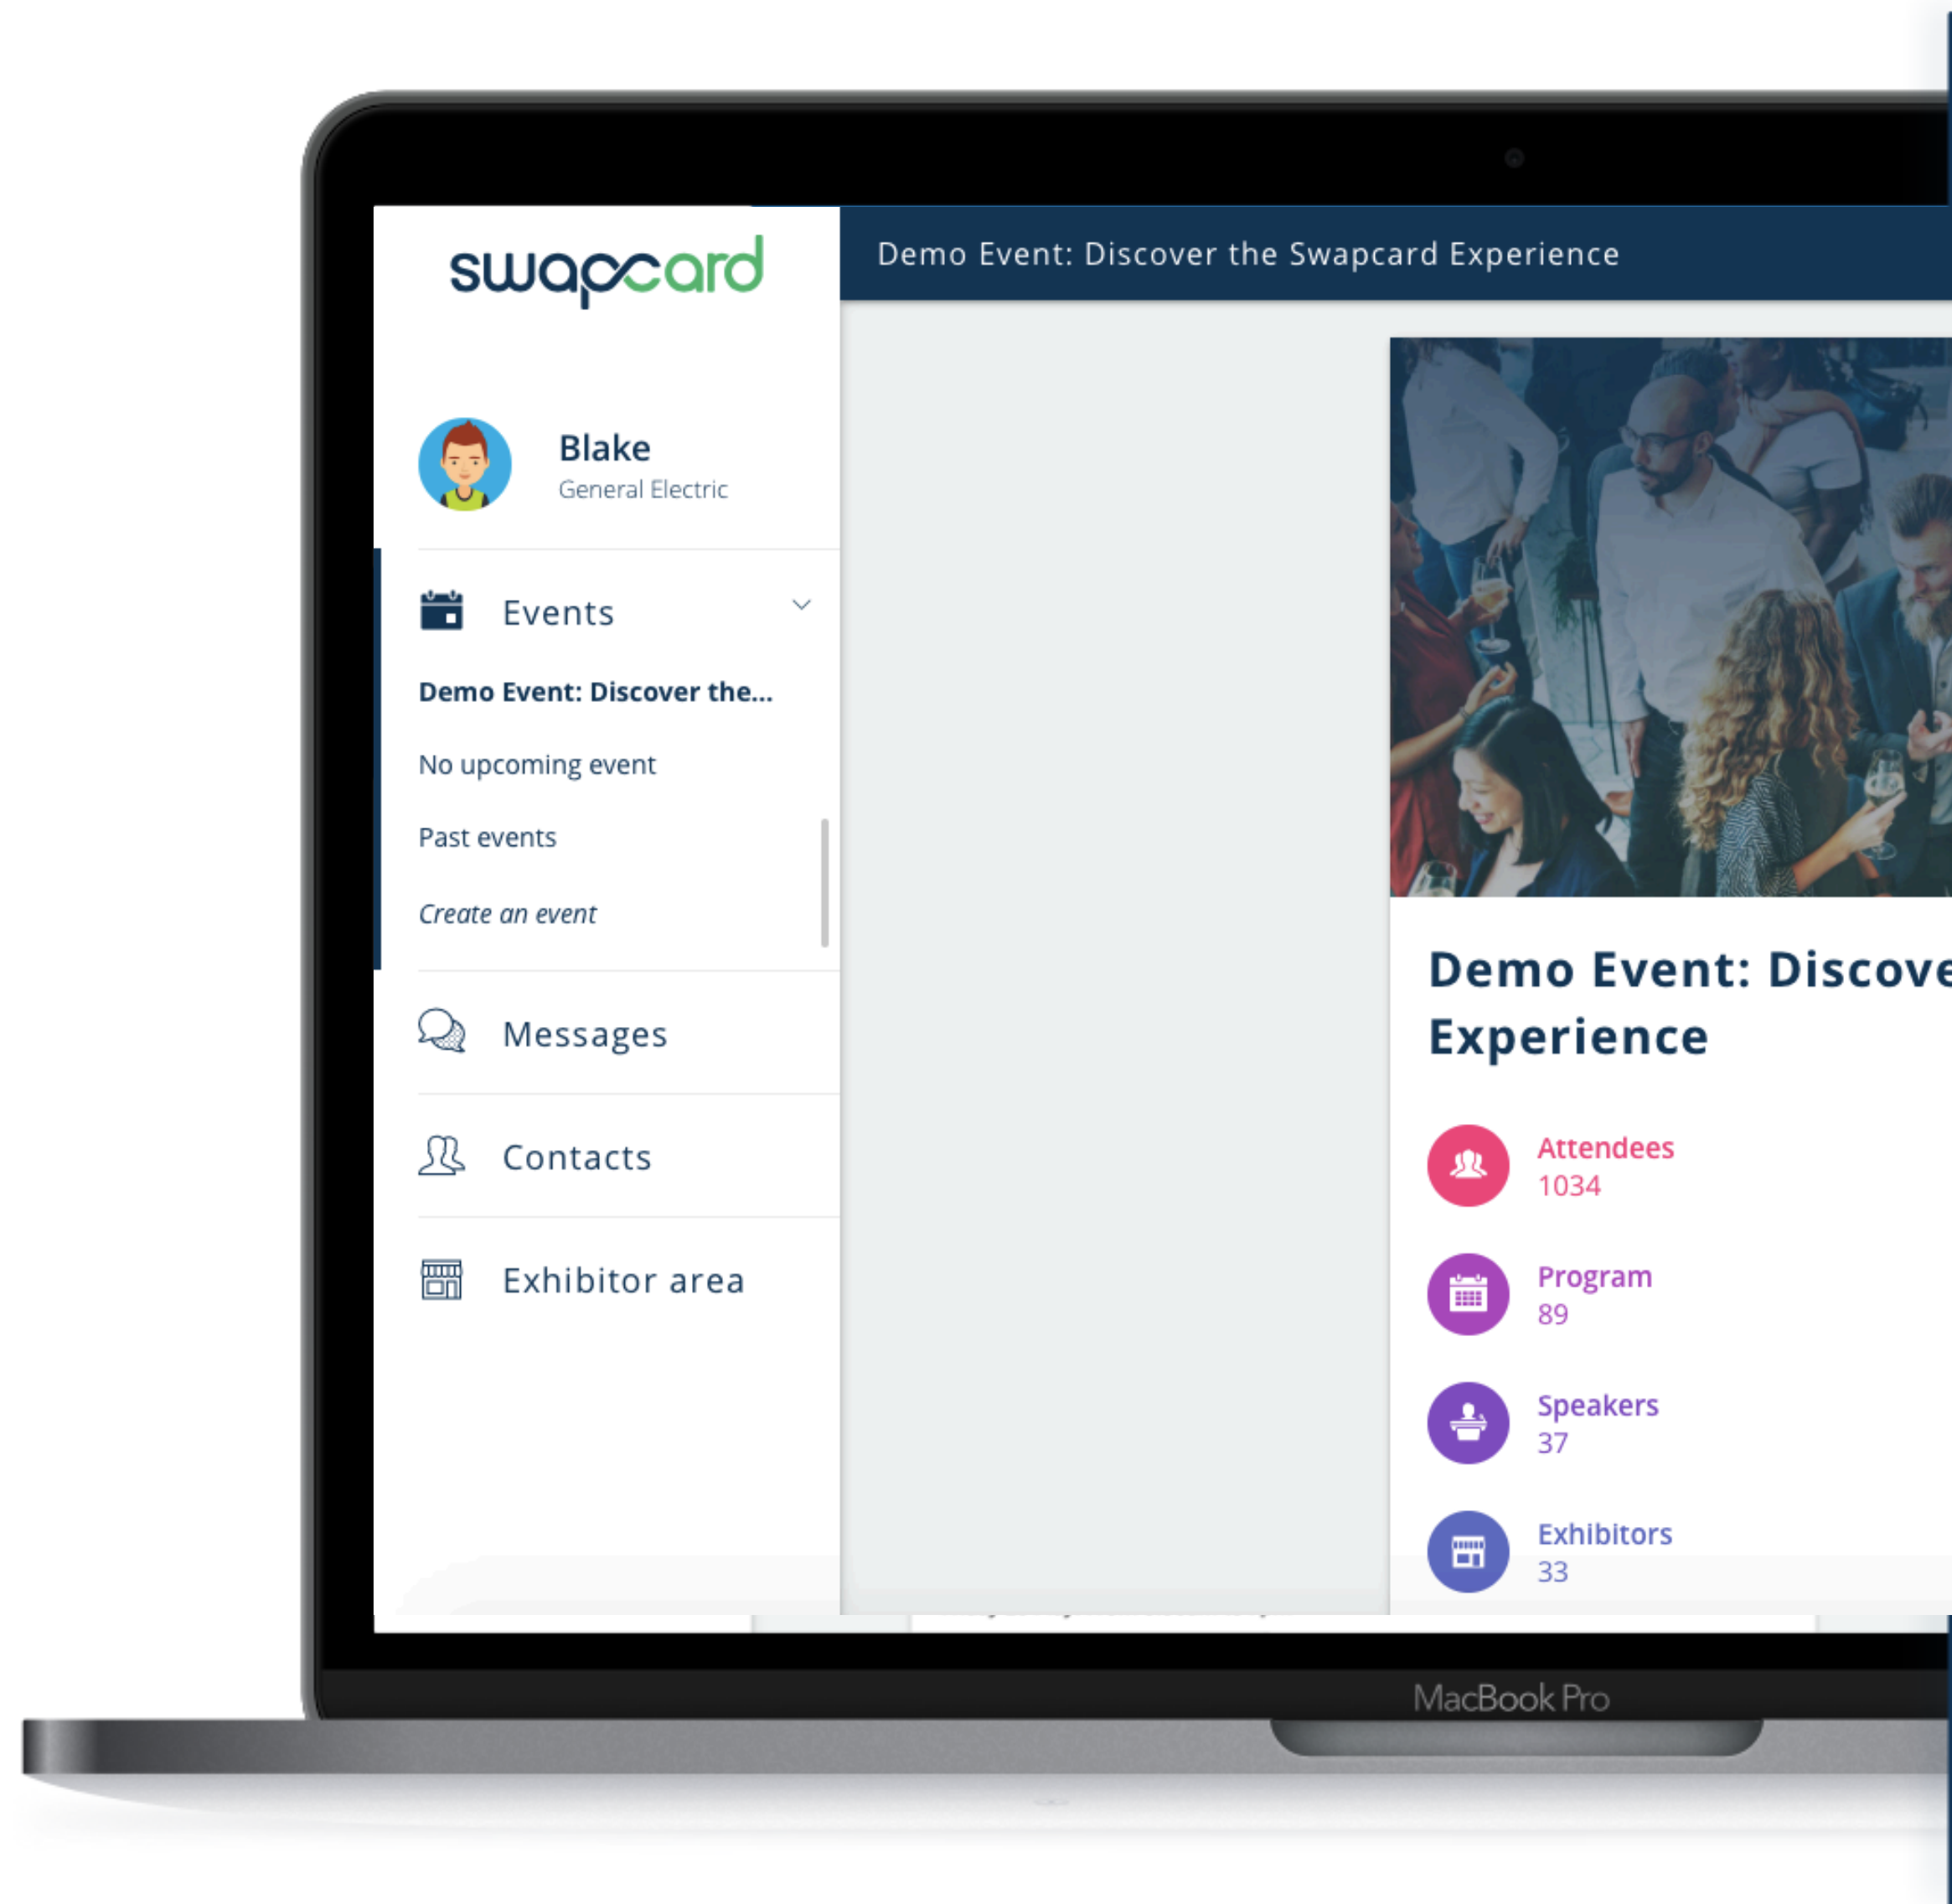 swapcard
Demo Event: Discover the Swapcard Experience
Blake
General Electric
Events
Demo Event: Discover the...
No upcoming event
Past events
Create an event
Messages
Contacts
Exhibitor area
Demo Event: Discove
Experience
Attendees
1034
Program
89
Speakers
37
Exhibitors
33
MacBook Pro